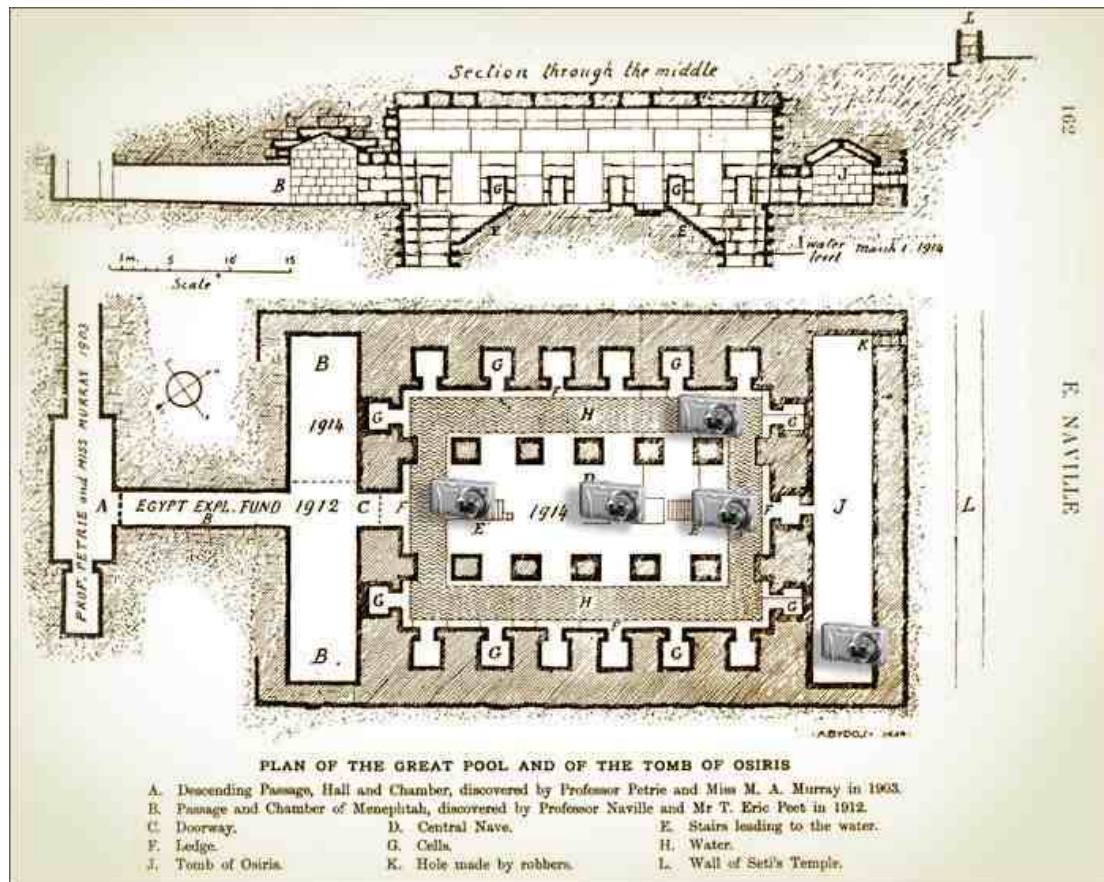 L
Section through the middle
162
B
G
G
J
E
E
water
level March 1. 1914
1 m. 5 10 15
Scale
PROF. PETRIE and MISS MURRAY 1903
B
G
G
K
1914
G
F
H
G
E. NAVILLE
A
EGYPT EXPL. FUND 1912
B
C
F
E
1914
F
J
L
G
H
G
F
B.
G
G
ABYDOS
PLAN OF THE GREAT POOL AND OF THE TOMB OF OSIRIS
A. Descending Passage, Hall and Chamber, discovered by Professor Petrie and Miss M. A. Murray in 1903.
B. Passage and Chamber of Menephtah, discovered by Professor Naville and Mr T. Eric Peet in 1912.
C. Doorway. D. Central Nave. E. Stairs leading to the water.
F. Ledge. G. Cells. H. Water.
J. Tomb of Osiris. K. Hole made by robbers. L. Wall of Seti's Temple.